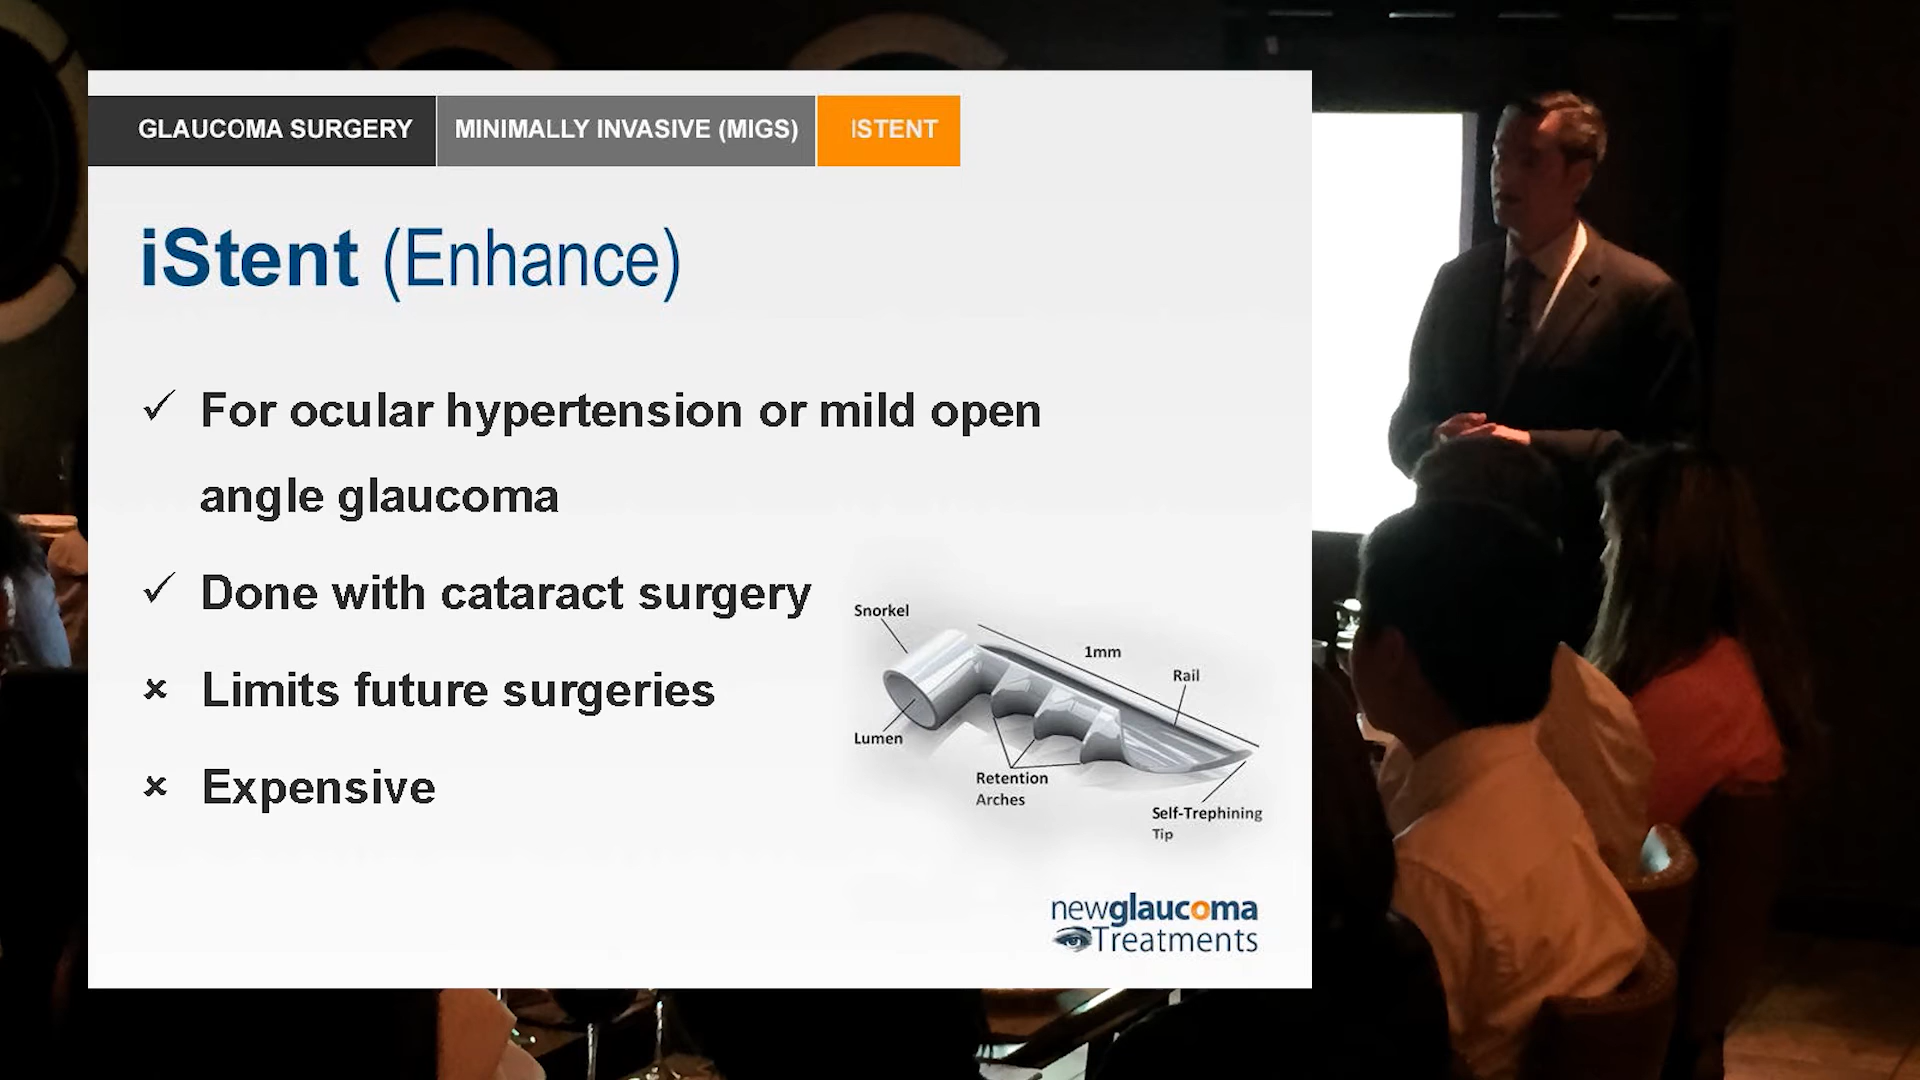 GLAUCOMA SURGERY
MINIMALLY INVASIVE (MIGS)
ISTENT
iStent (Enhance)
✓ For ocular hypertension or mild open
angle glaucoma
✓ Done with cataract surgery
× Limits future surgeries
× Expensive
Snorkel
1mm
Rail
Lumen
Retention
Arches
Self-Trephining
Tip
newglaucoma
Treatments